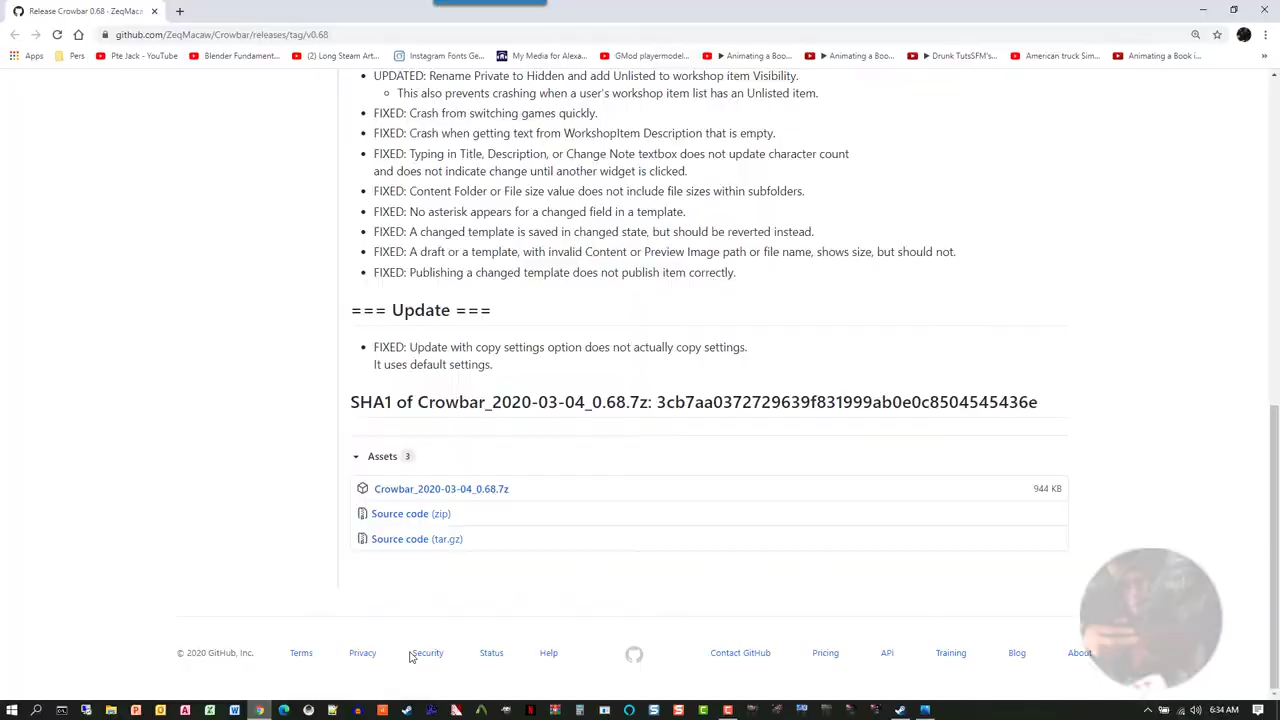 Release Crowbar 0.68 - ZeqMaca
github.com/ZeqMacaw/Crowbar/releases/tag/v0.68
Apps
Pers
Pte Jack - YouTube
Blender Fundament...
(2) Long Steam Art...
Instagram Fonts Ge...
My Media for Alexa...
GMod playermodel...
▶ Animating a Boo...
▶ Animating a Boo...
▶ Drunk TutsSFM's...
American truck Sim...
Animating a Book i...
UPDATED: Rename Private to Hidden and add Unlisted to workshop item Visibility.
This also prevents crashing when a user's workshop item list has an Unlisted item.
FIXED: Crash from switching games quickly.
FIXED: Crash when getting text from WorkshopItem Description that is empty.
FIXED: Typing in Title, Description, or Change Note textbox does not update character count
and does not indicate change until another widget is clicked.
FIXED: Content Folder or File size value does not include file sizes within subfolders.
FIXED: No asterisk appears for a changed field in a template.
FIXED: A changed template is saved in changed state, but should be reverted instead.
FIXED: A draft or a template, with invalid Content or Preview Image path or file name, shows size, but should not.
FIXED: Publishing a changed template does not publish item correctly.
=== Update ===
FIXED: Update with copy settings option does not actually copy settings.
It uses default settings.
SHA1 of Crowbar_2020-03-04_0.68.7z: 3cb7aa0372729639f831999ab0e0c8504545436e
Assets 3
Crowbar_2020-03-04_0.68.7z 944 KB
Source code (zip)
Source code (tar.gz)
© 2020 GitHub, Inc. Terms Privacy Security Status Help Contact GitHub Pricing API Training Blog About
6:34 AM